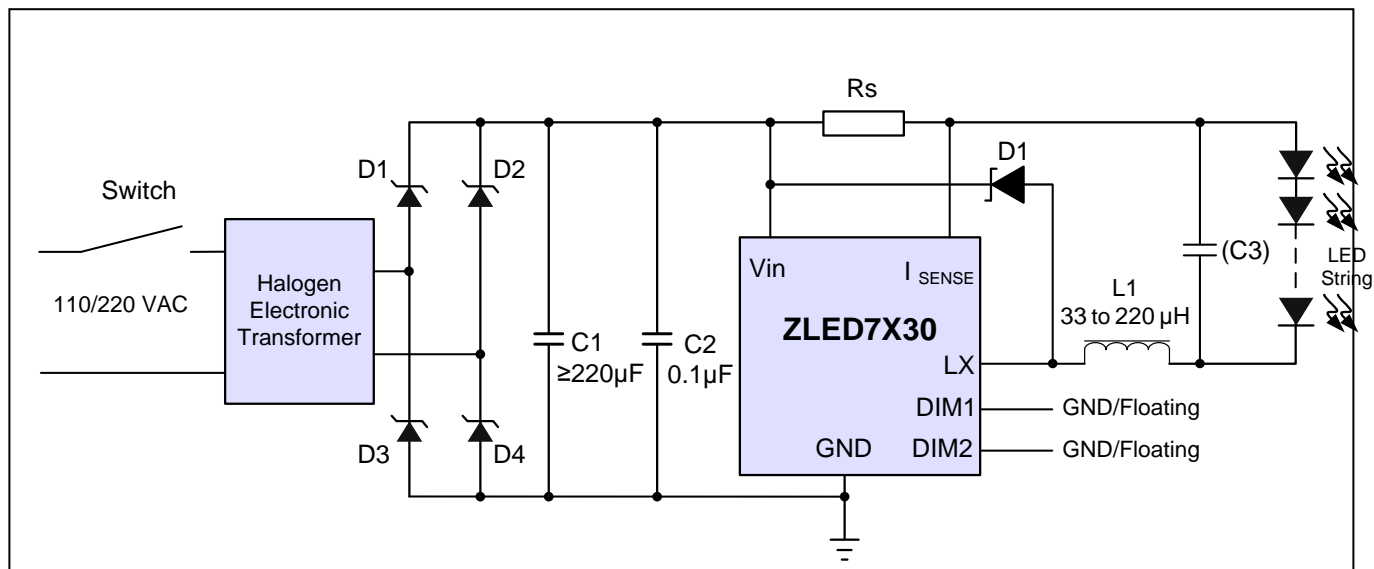 Rs
D1
D2
D1
Switch
Halogen
Electronic
Transformer
110/220 VAC
Vin
I SENSE
ZLED7X30
(C3)
LED
String
L1
33 to 220 µH
C1
≥220µF
C2
0.1µF
LX
DIM1
GND/Floating
D3
D4
GND
DIM2
GND/Floating